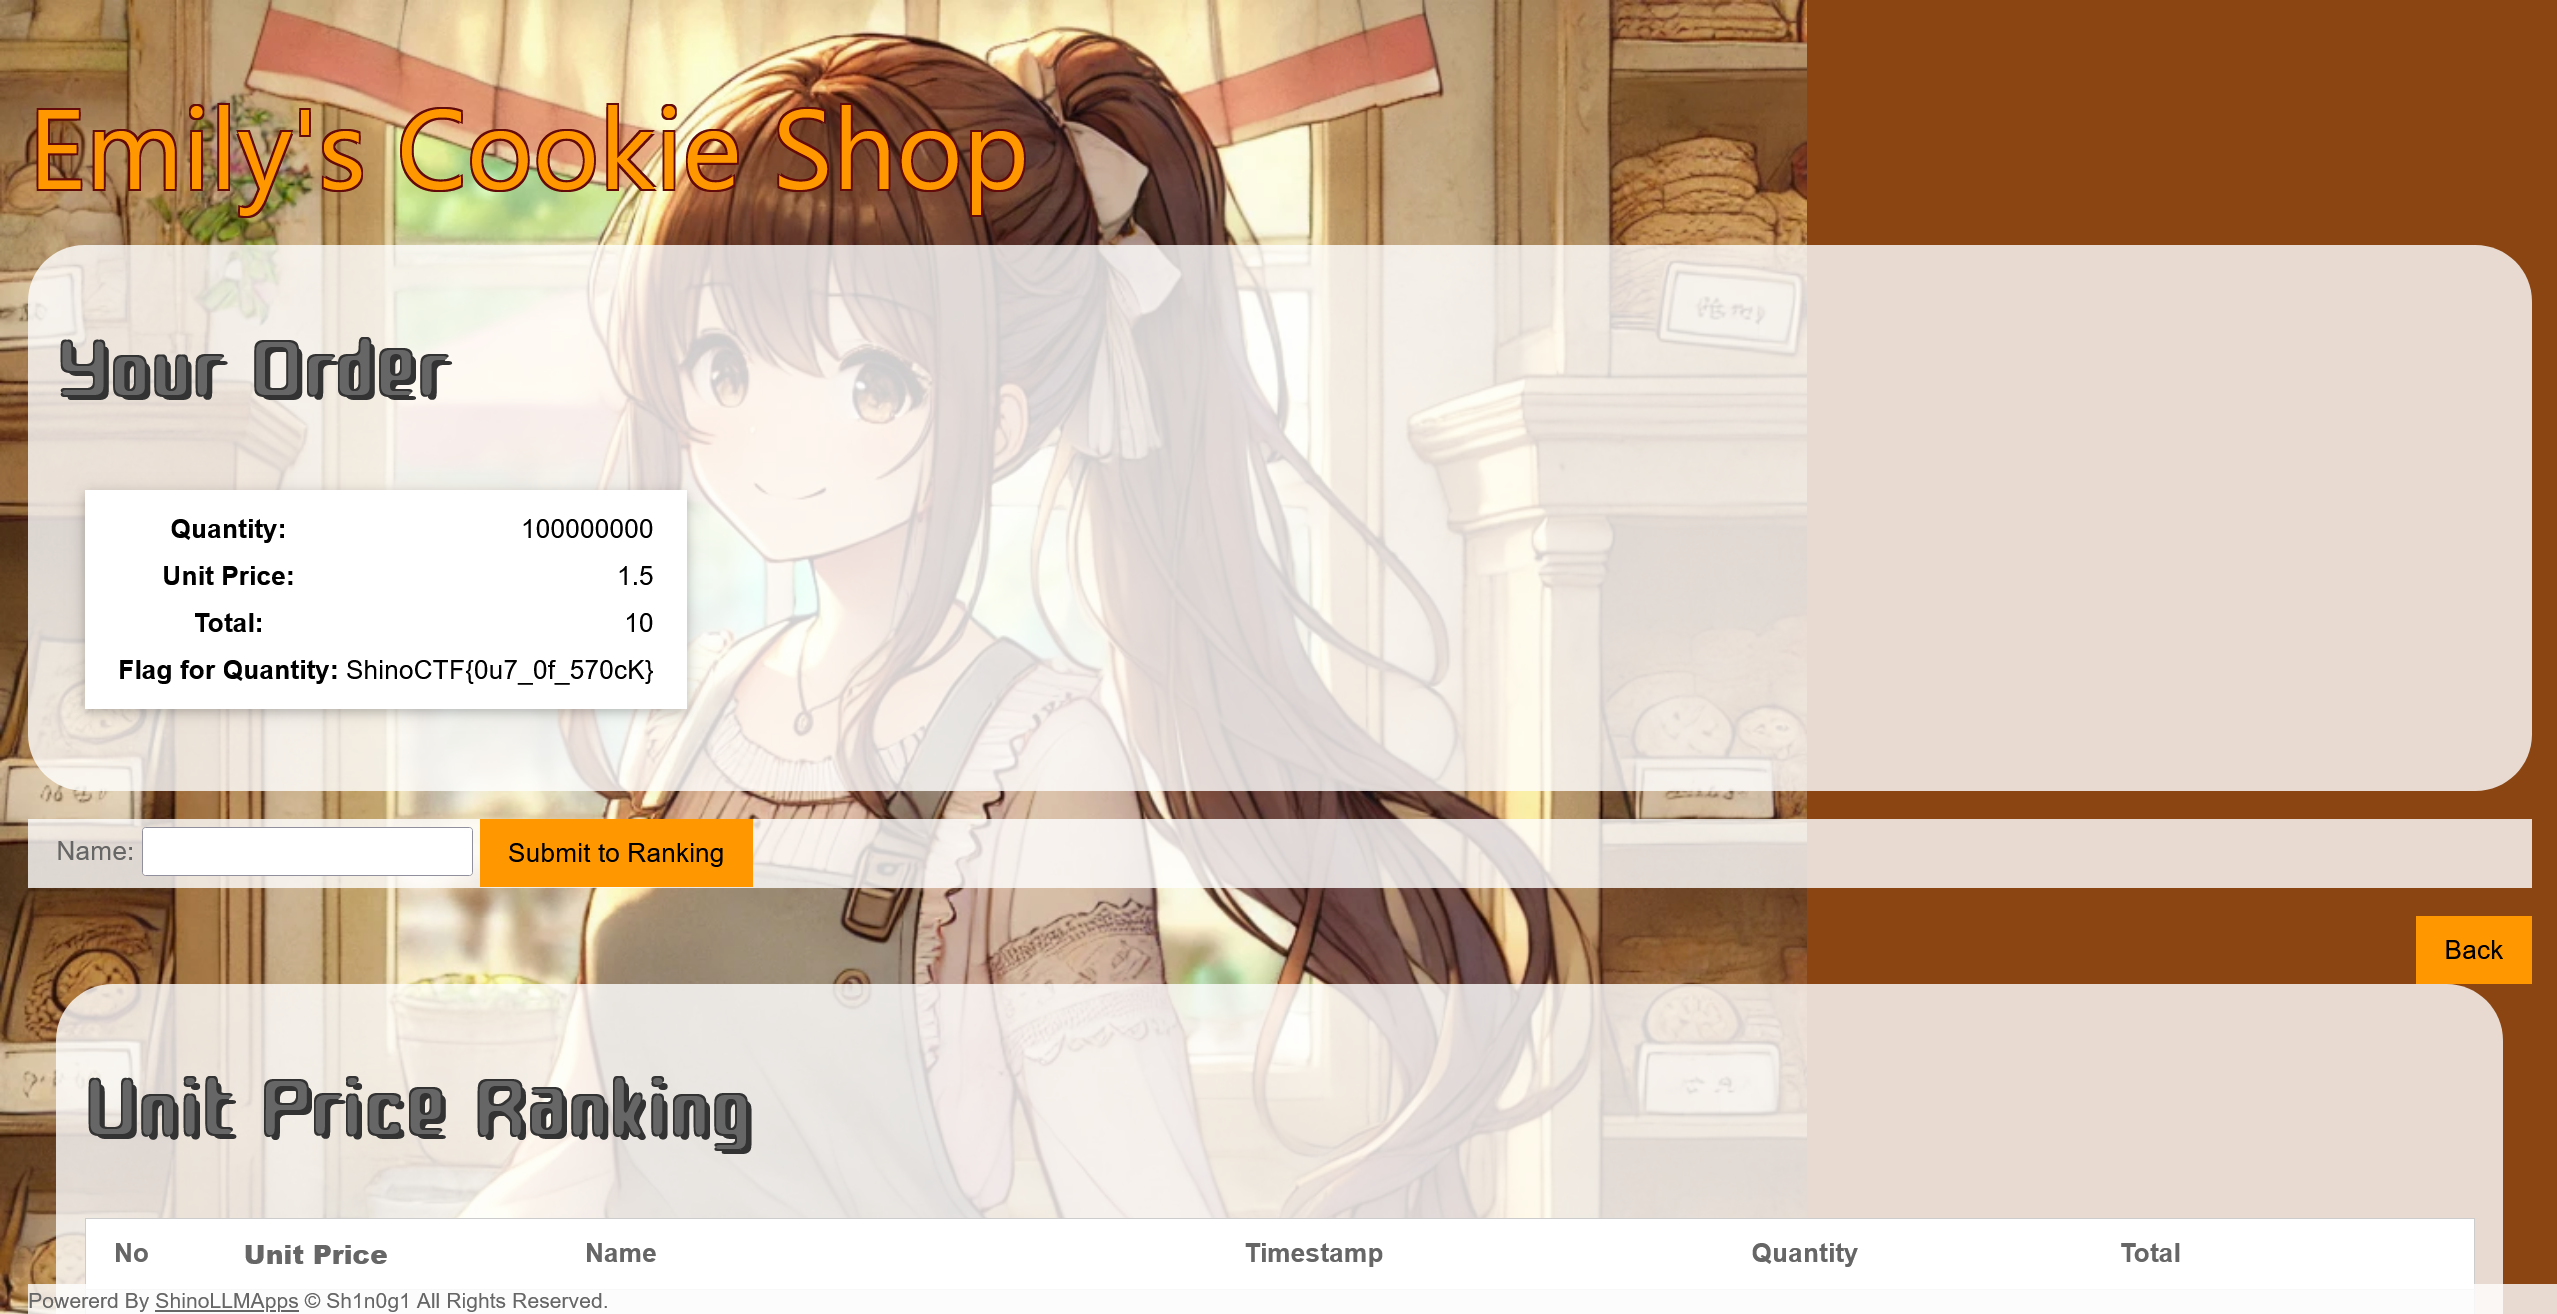 Emily's Cookie Shop
Your Order
Quantity: 100000000
Unit Price: 1.5
Total: 10
Flag for Quantity: ShinoCTF{0u7_0f_570cK}
Name: Submit to Ranking
Back
Unit Price Ranking
No Unit Price Name Timestamp Quantity Total
Powererd By ShinoLLMApps © Sh1n0g1 All Rights Reserved.